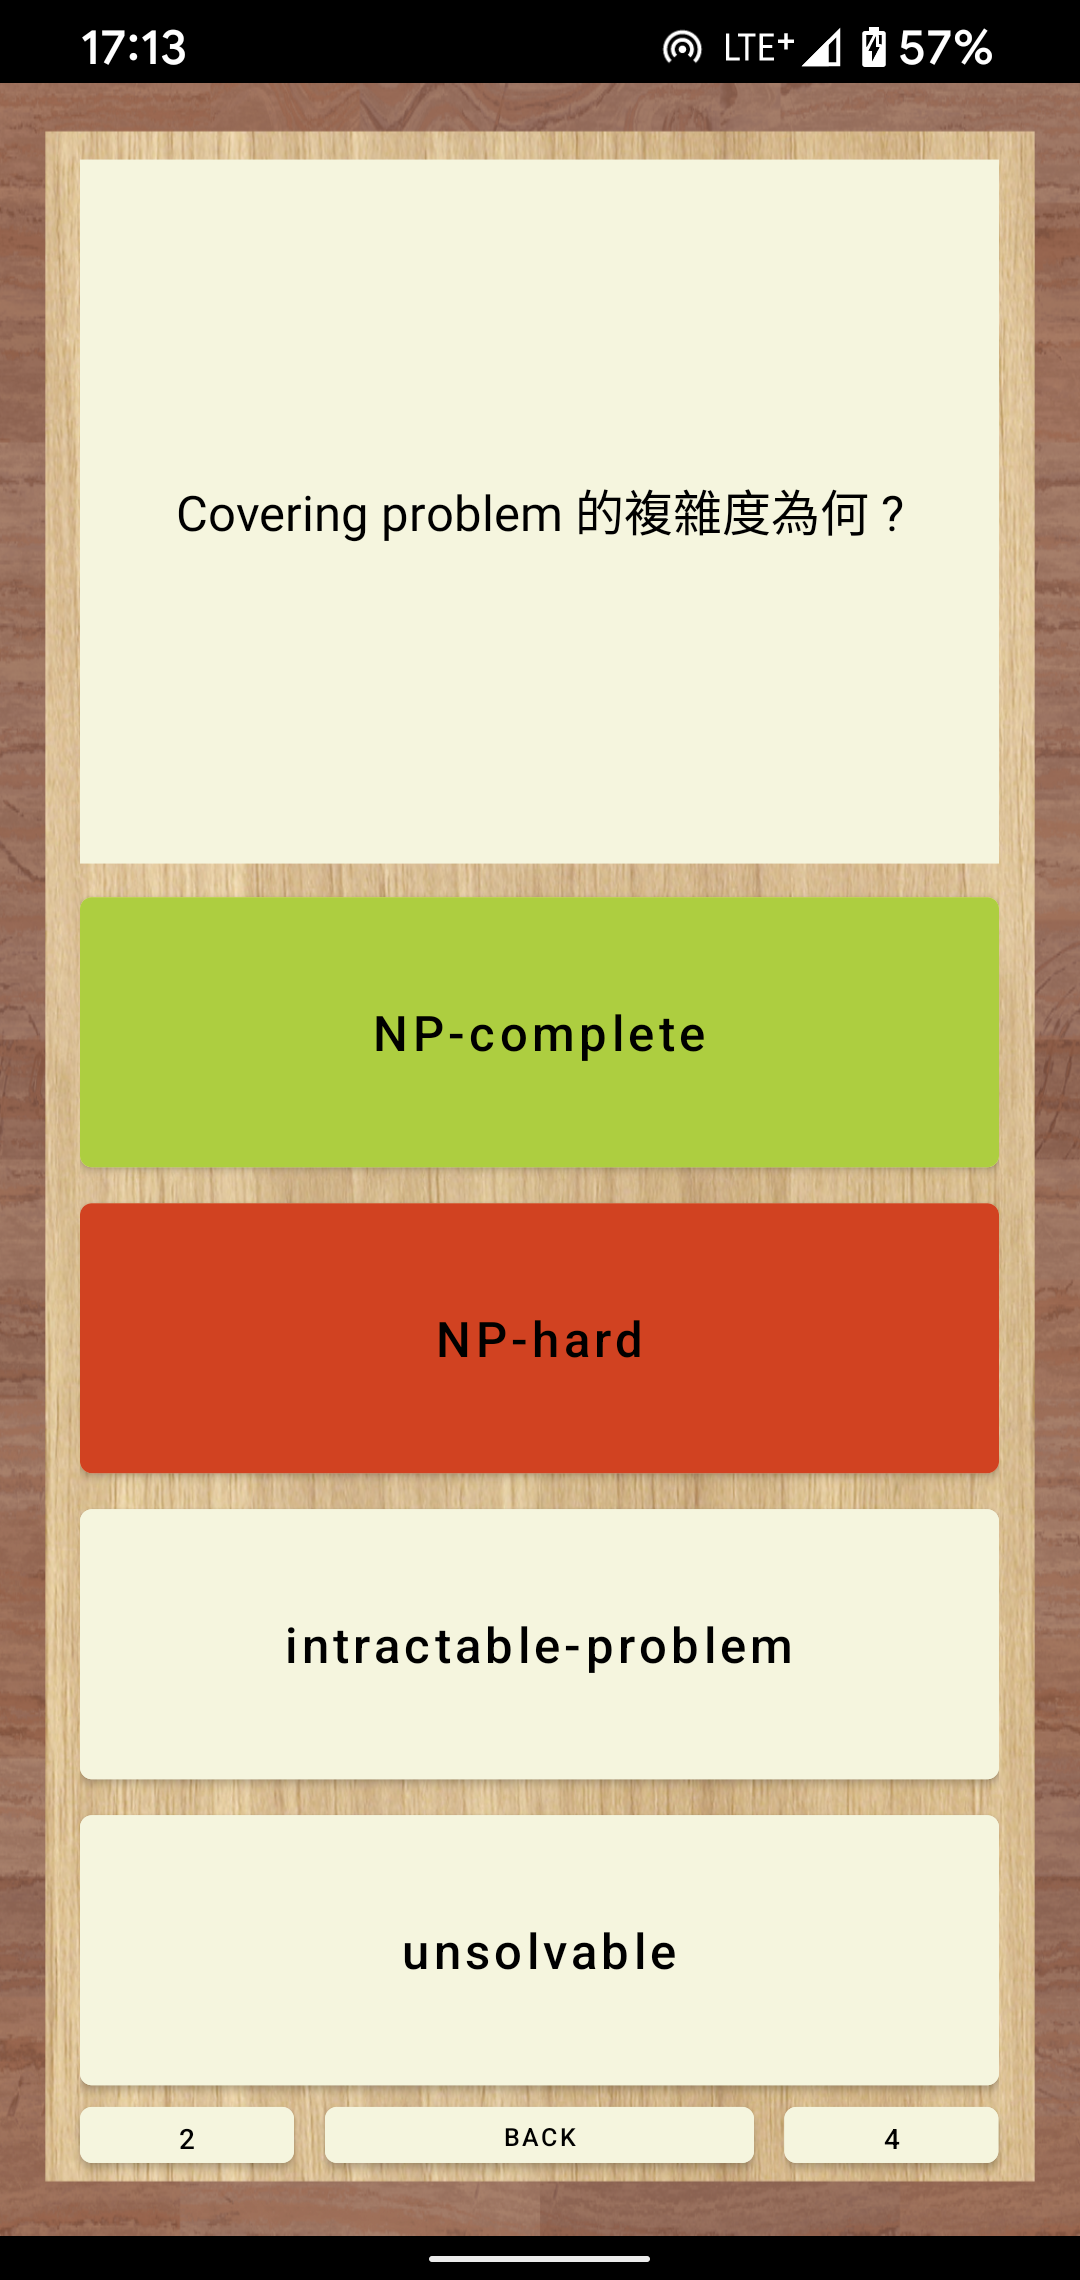 17:13 LTE+ 57%
Covering problem 的複雜度為何？
NP-complete
NP-hard
intractable-problem
unsolvable
2 BACK 4